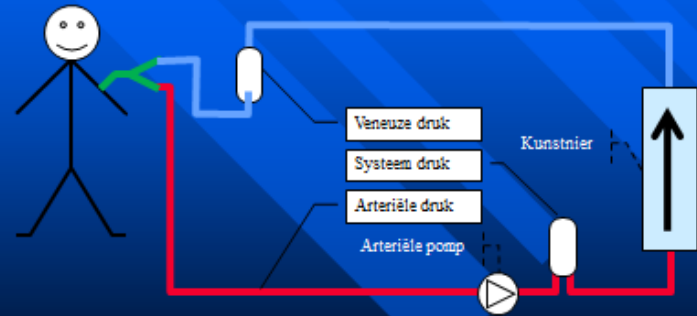 Veneuze druk
Systeem druk
Arteriële druk
Kunstnier
Arteriële pomp